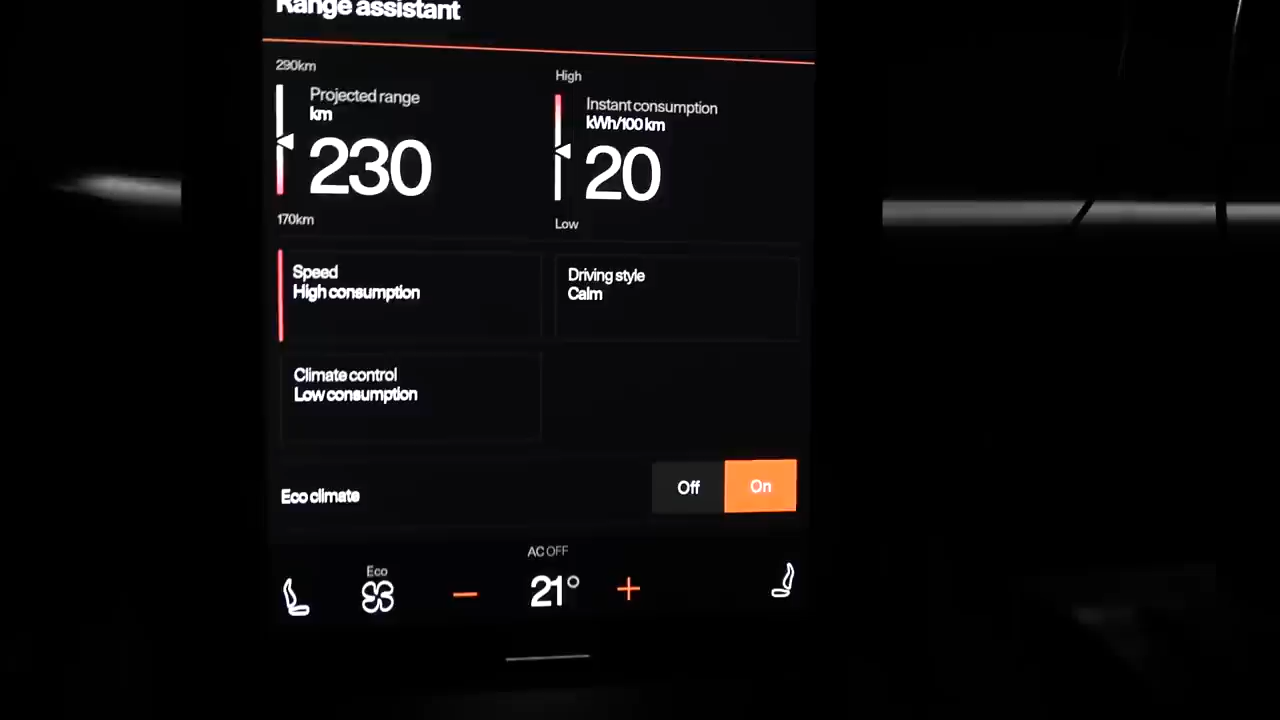 Range assistant
290km
Projected range
km
230
170km
High
Instant consumption
kWh/100 km
20
Low
Speed
High consumption
Driving style
Calm
Climate control
Low consumption
Eco climate
Off
On
AC OFF
Eco
21°